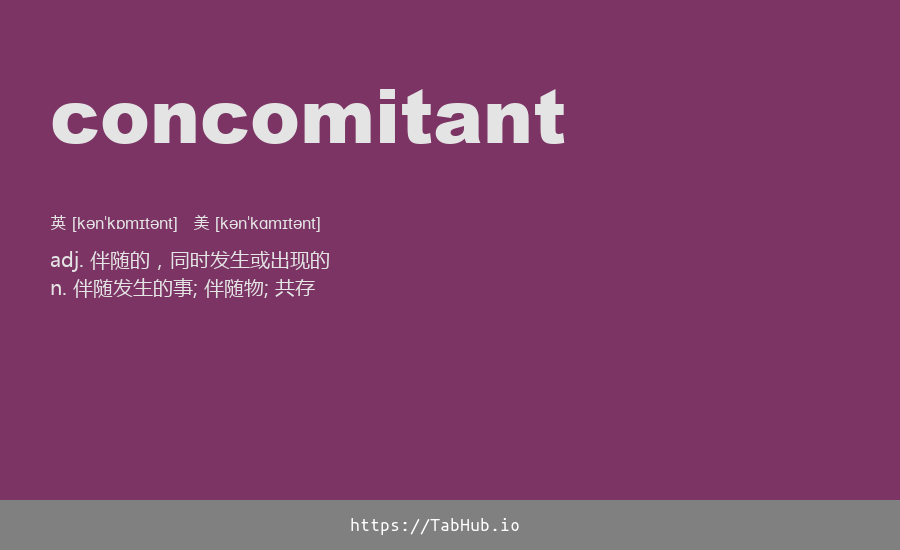 concomitant
英 [kən'kɒmɪtənt] 美 [kən'kɑmɪtənt]
adj. 伴随的，同时发生或出现的
n. 伴随发生的事; 伴随物; 共存
https://TabHub.io